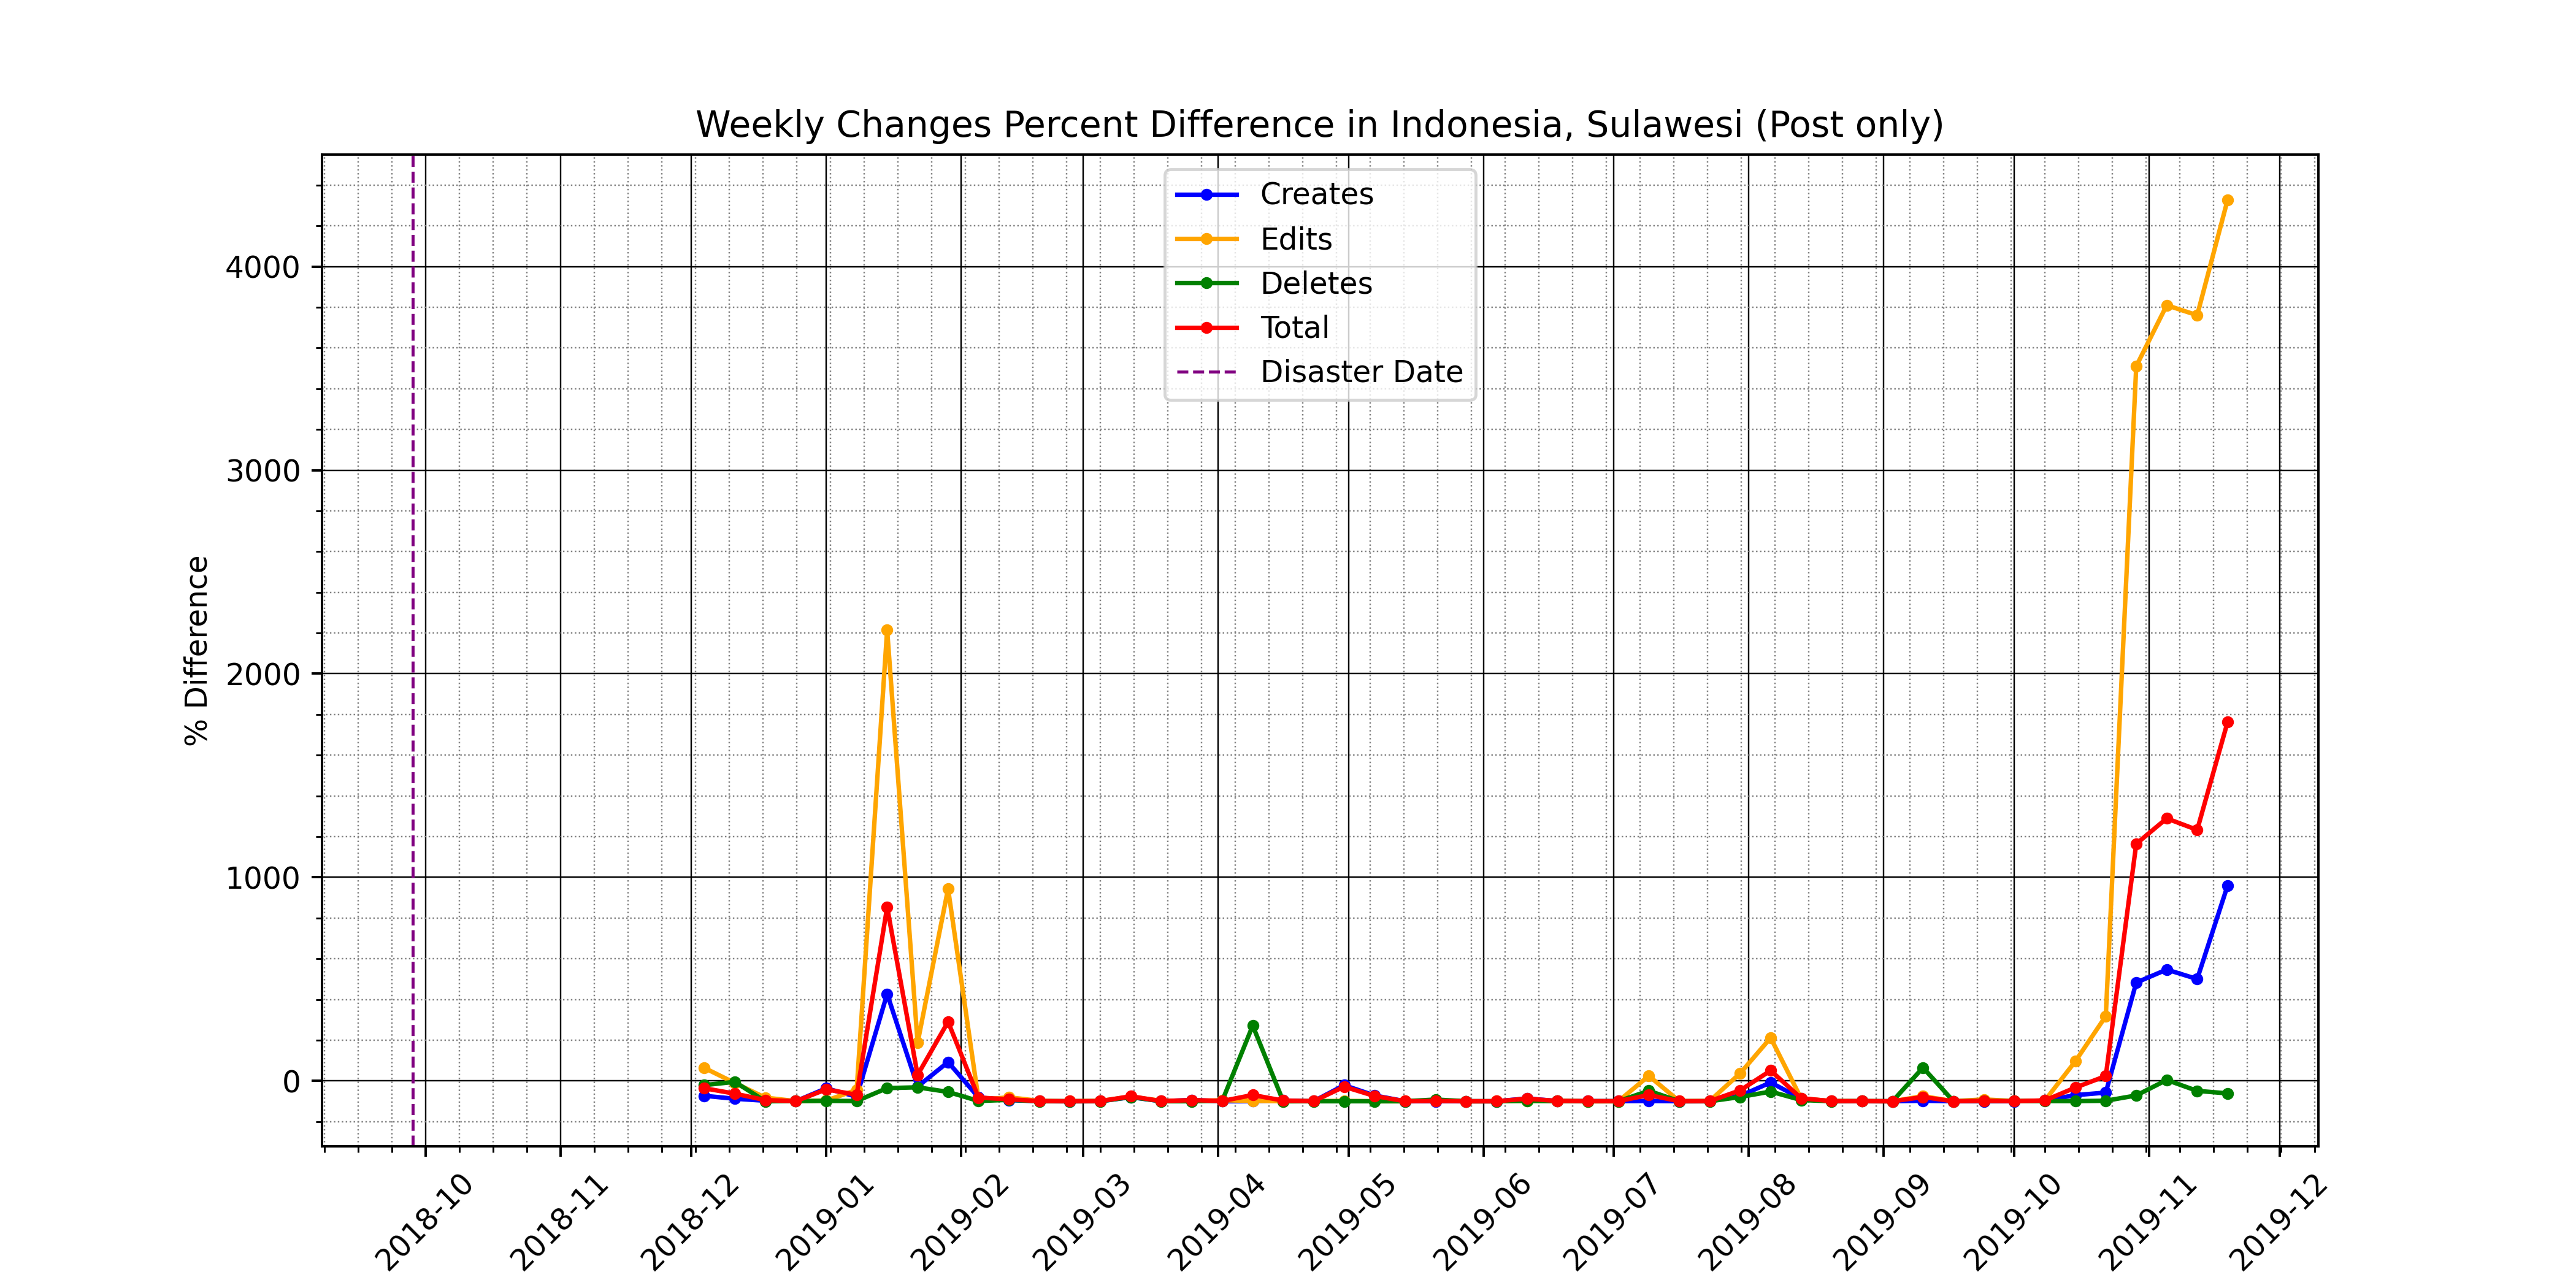 Weekly Changes Percent Difference in Indonesia, Sulawesi (Post only)
Creates
Edits
Deletes
Total
Disaster Date
% Difference
4000
3000
2000
1000
0
2018-10
2018-11
2018-12
2019-01
2019-02
2019-03
2019-04
2019-05
2019-06
2019-07
2019-08
2019-09
2019-10
2019-11
2019-12